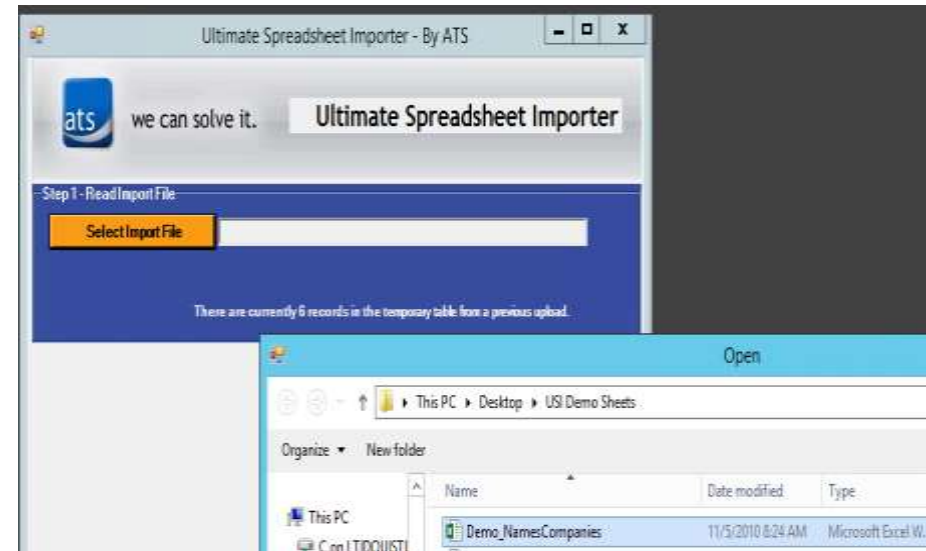 Ultimate Spreadsheet Importer - By ATS
ats we can solve it. Ultimate Spreadsheet Importer
Step 1 - Read Import File
Select Import File
There are currently 6 records in the temporary table from a previous upload.
Open
This PC Desktop USI Demo Sheets
Organize New folder
Name Date modified Type
This PC
Demo_NamesCompanies 11/5/2010 8:24 AM Microsoft Excel W
C on